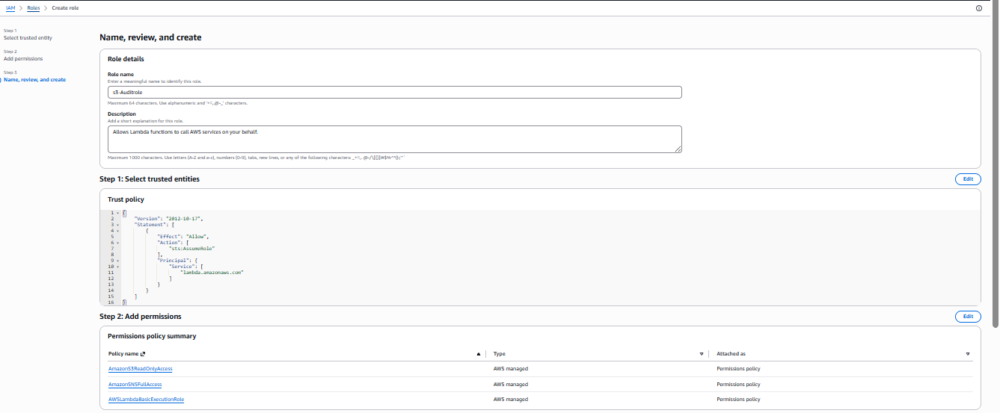 IAM > Roles > Create role
Step 1
Select trusted entity
Step 2
Add permissions
Step 3
Name, review, and create
Name, review, and create
Role details
Role name
Enter a meaningful name to identify this role.
s3-Auditrole
Maximum 64 characters. Use alphanumeric and '+=,.@-_' characters.
Description
Add a short explanation for this role.
Allows Lambda functions to call AWS services on your behalf.
Maximum 1000 characters. Use letters (A-Z and a-z), numbers (0-9), tabs, new lines, or any of the following characters:
Step 1: Select trusted entities
Edit
Trust policy
1 {
2 "Version": "2012-10-17",
3 "Statement": [
4 {
5 "Effect": "Allow",
6 "Action": [
7 "sts:AssumeRole"
8 ],
9 "Principal": {
10 "Service": [
11 "lambda.amazonaws.com"
12 ]
13 }
14 }
15 ]
16 }
Step 2: Add permissions
Edit
Permissions policy summary
Policy name Type Attached as
AmazonS3ReadOnlyAccess AWS managed Permissions policy
AmazonSNSFullAccess AWS managed Permissions policy
AWSLambdaBasicExecutionRole AWS managed Permissions policy